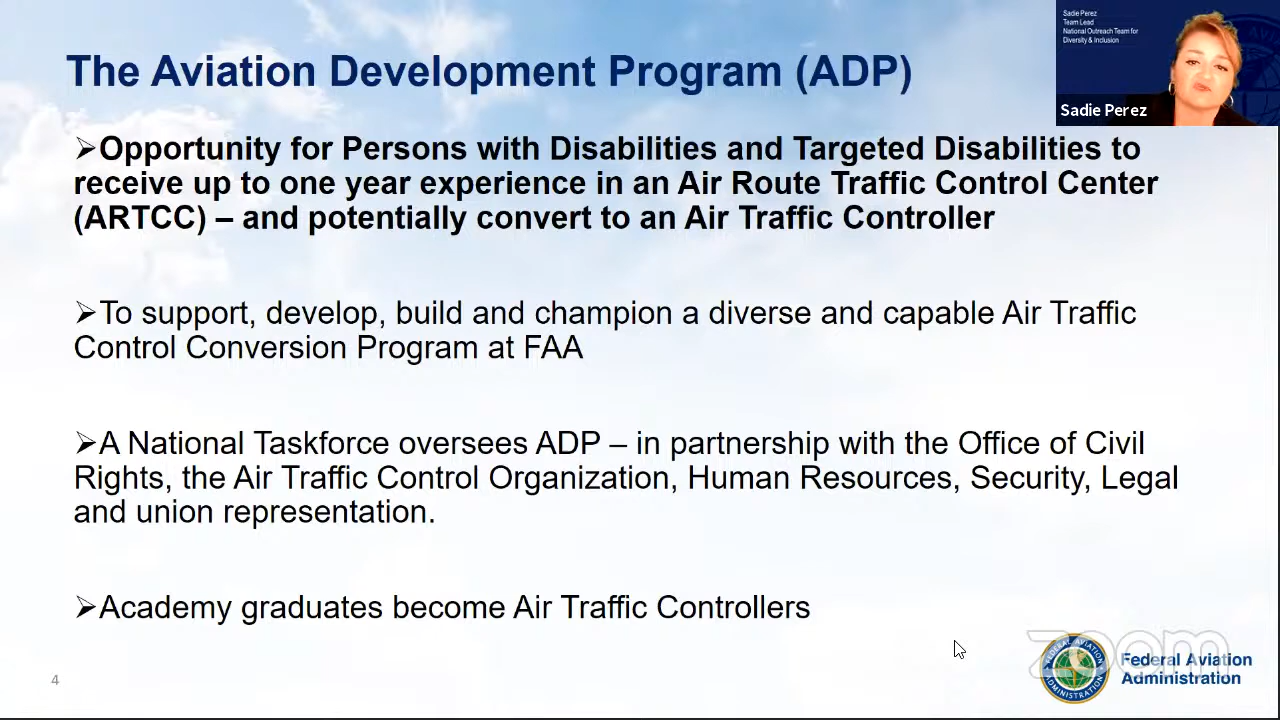 The Aviation Development Program (ADP)
Sadie Perez
Team Lead
National Outreach Team for
Diversity & Inclusion
Sadie Perez
➢Opportunity for Persons with Disabilities and Targeted Disabilities to
receive up to one year experience in an Air Route Traffic Control Center
(ARTCC) – and potentially convert to an Air Traffic Controller
➢To support, develop, build and champion a diverse and capable Air Traffic
Control Conversion Program at FAA
➢A National Taskforce oversees ADP – in partnership with the Office of Civil
Rights, the Air Traffic Control Organization, Human Resources, Security, Legal
and union representation.
➢Academy graduates become Air Traffic Controllers
4
zoom
FEDERAL AVIATION
ADMINISTRATION
Federal Aviation
Administration